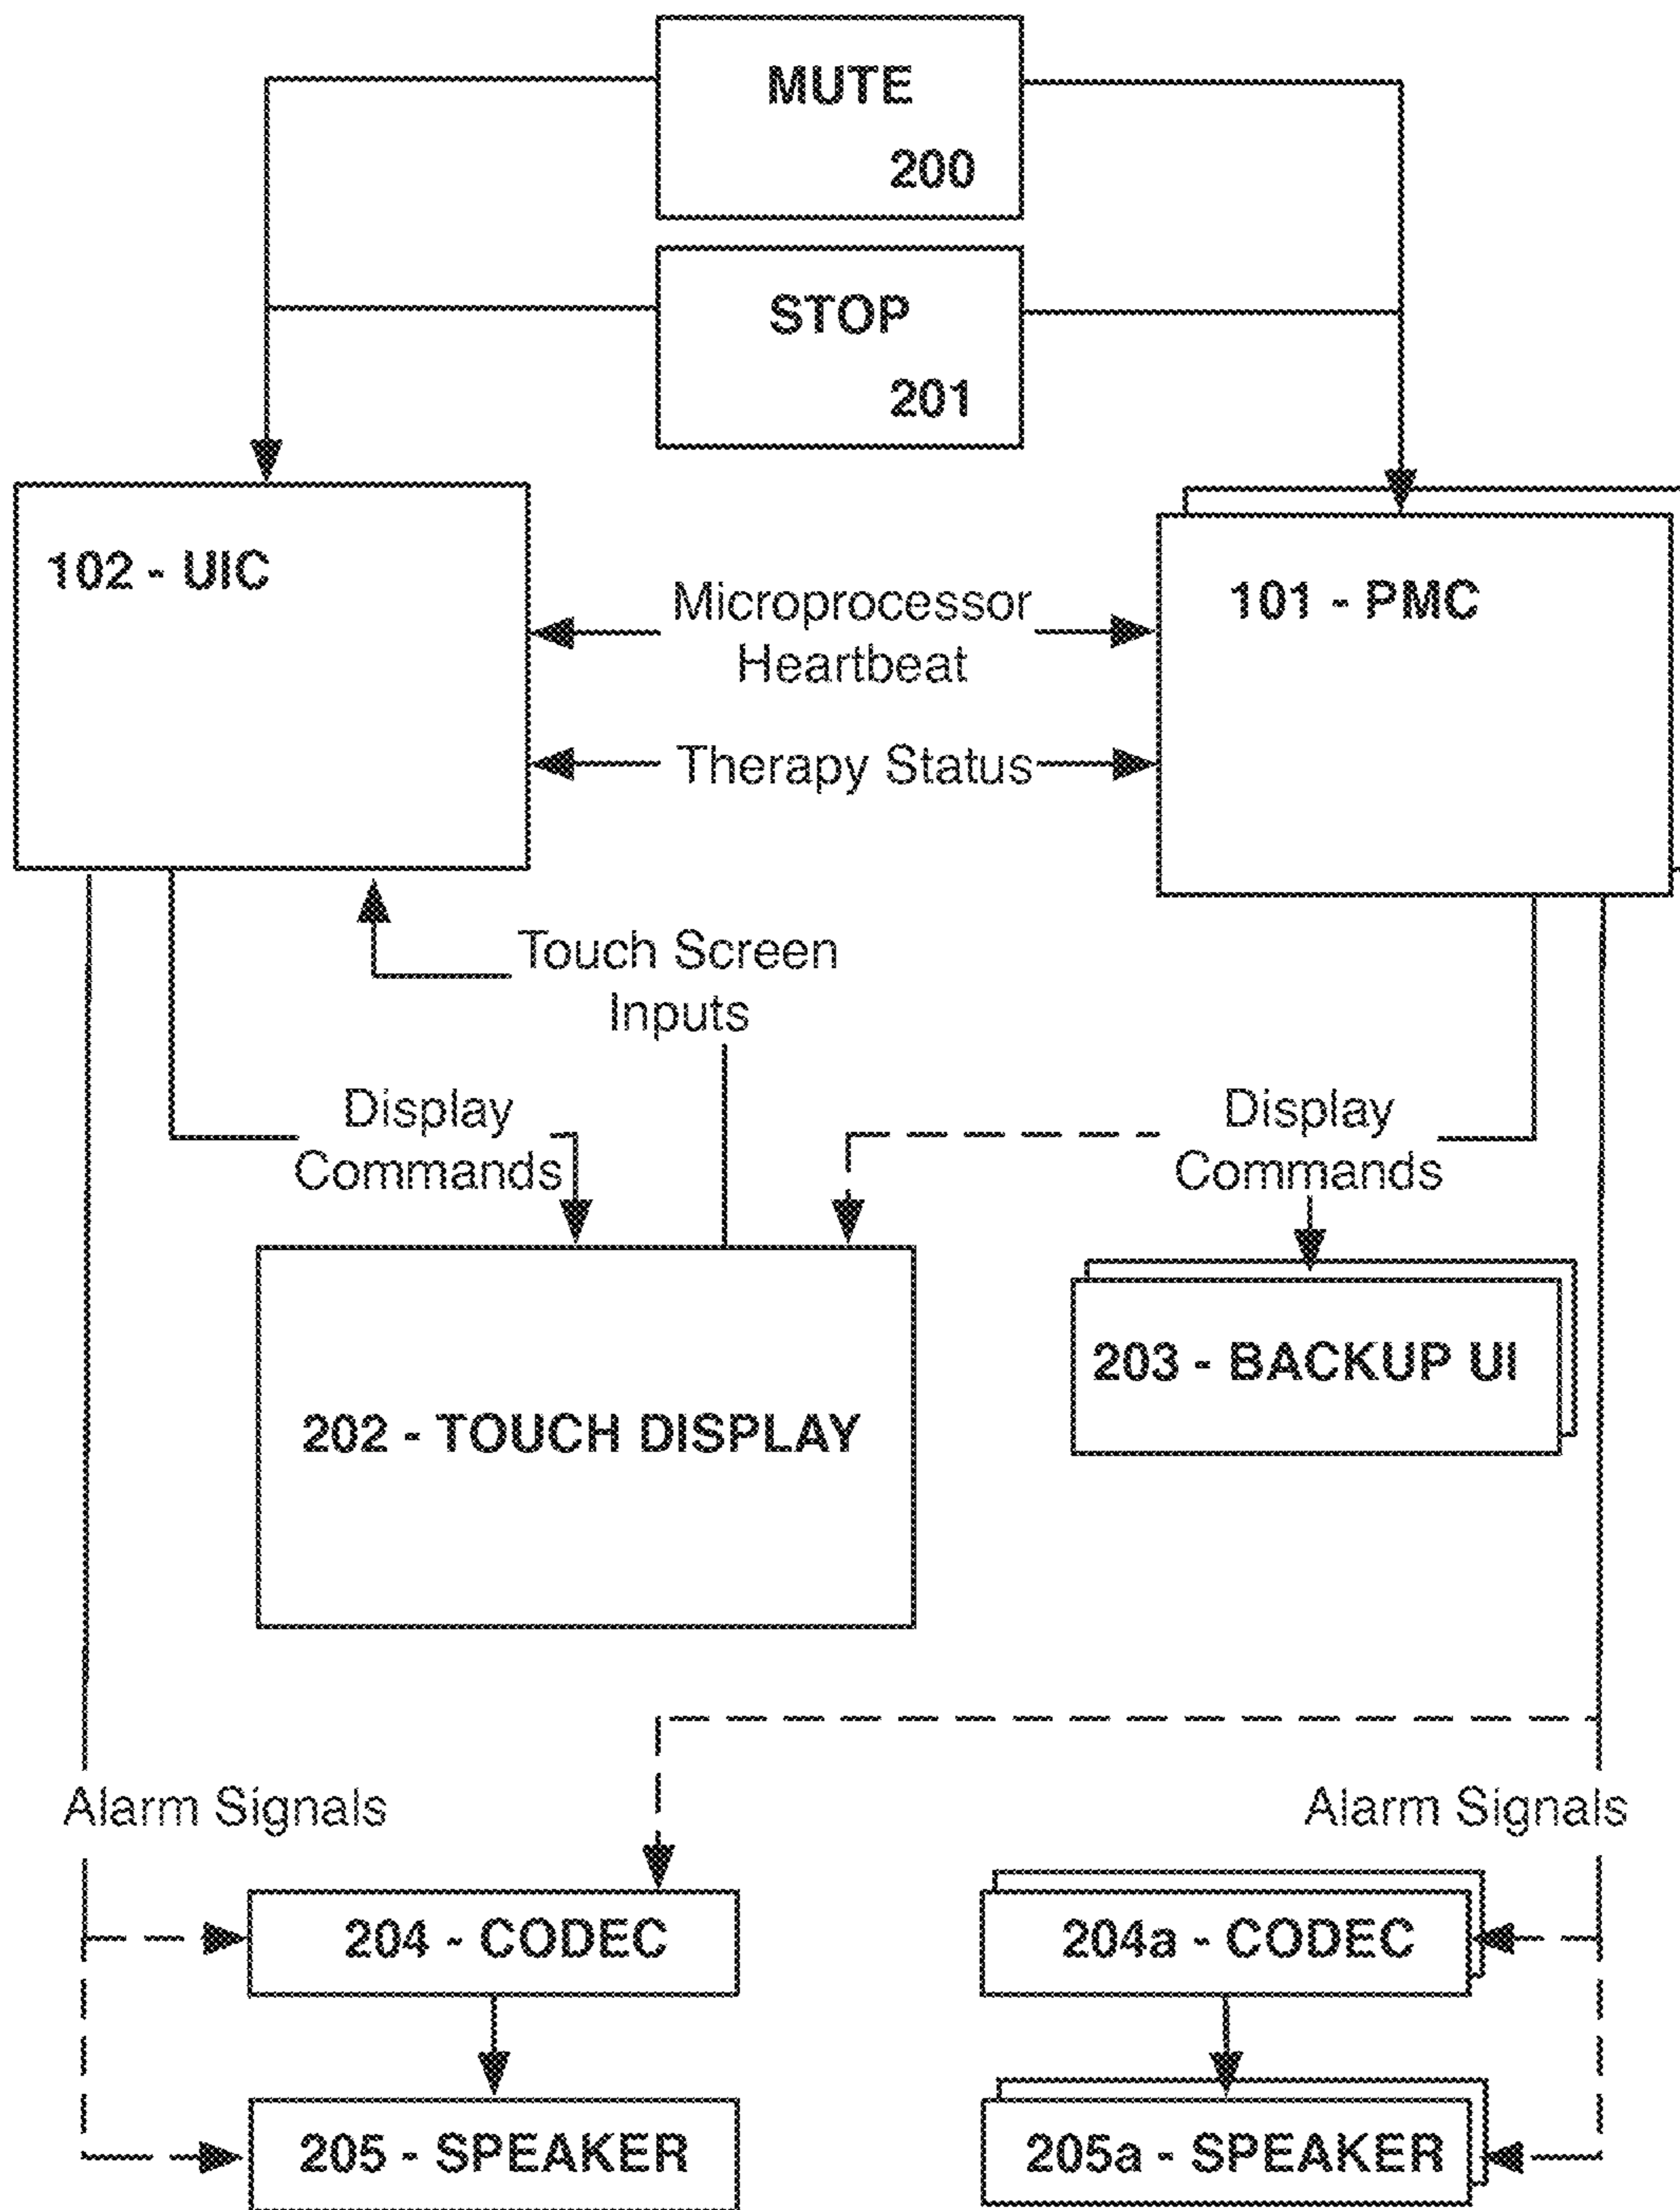 MUTE
200
STOP
201
102 - UIC
101 - PMC
Microprocessor
Heartbeat
Therapy Status
Touch Screen
Inputs
Display
Commands
Display
Commands
203 - BACKUP UI
202 - TOUCH DISPLAY
Alarm Signals
Alarm Signals
204 - CODEC
204a - CODEC
205 - SPEAKER
205a - SPEAKER